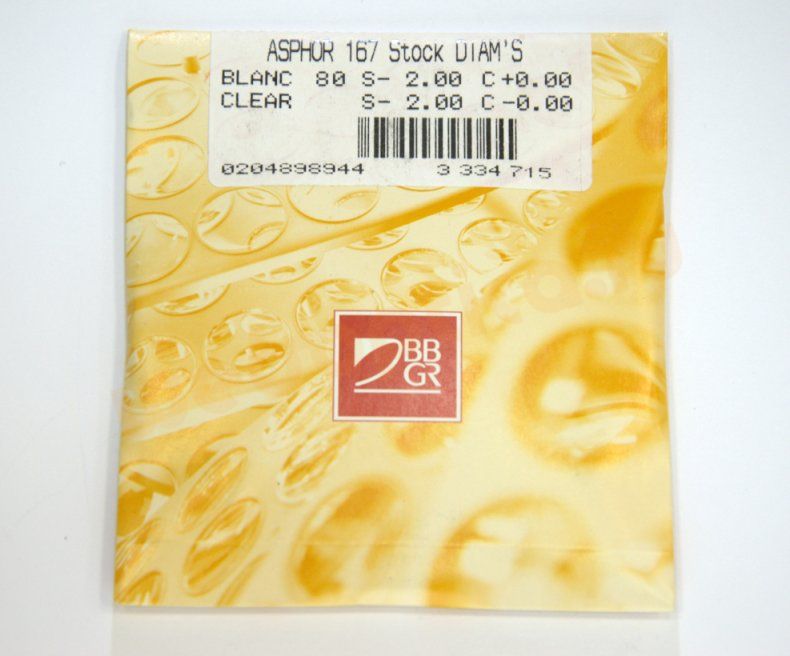 ASPHOR 167 Stock DIAM'S
BLANC 80 S- 2.00 C+0.00
CLEAR S- 2.00 C-0.00
0204898944 3 334 715
BB
GR